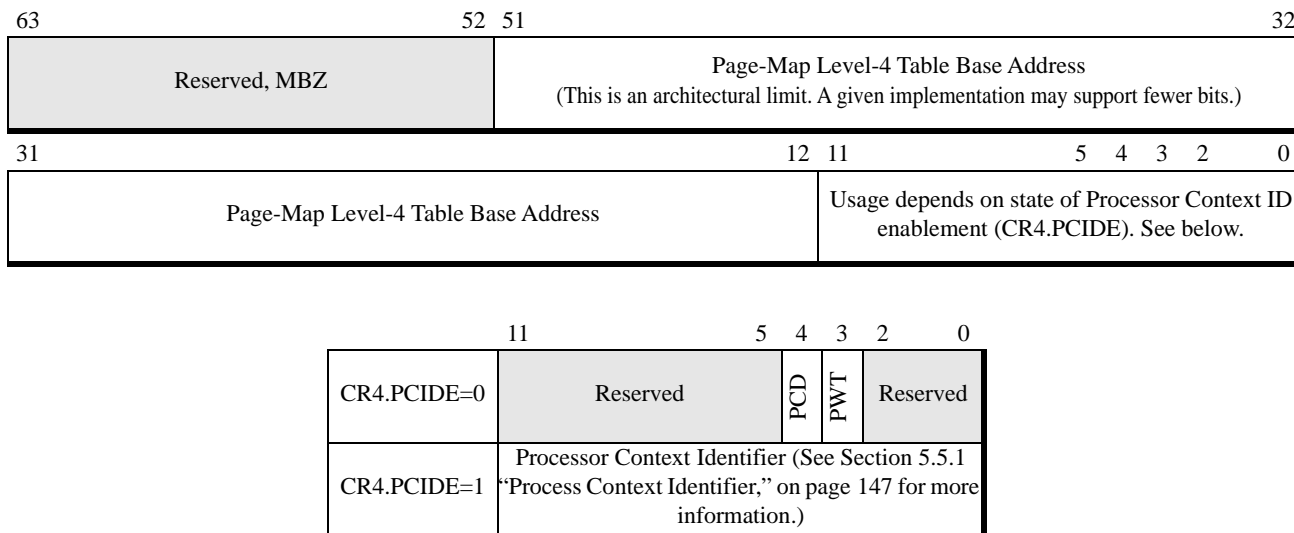 63 52 51 32
Reserved, MBZ
Page-Map Level-4 Table Base Address
(This is an architectural limit. A given implementation may support fewer bits.)
31 12 11 5 4 3 2 0
Page-Map Level-4 Table Base Address
Usage depends on state of Processor Context ID
enablement (CR4.PCIDE). See below.
11 5 4 3 2 0
CR4.PCIDE=0
Reserved
PCD
PWT
Reserved
CR4.PCIDE=1
Processor Context Identifier (See Section 5.5.1
“Process Context Identifier,” on page 147 for more
information.)